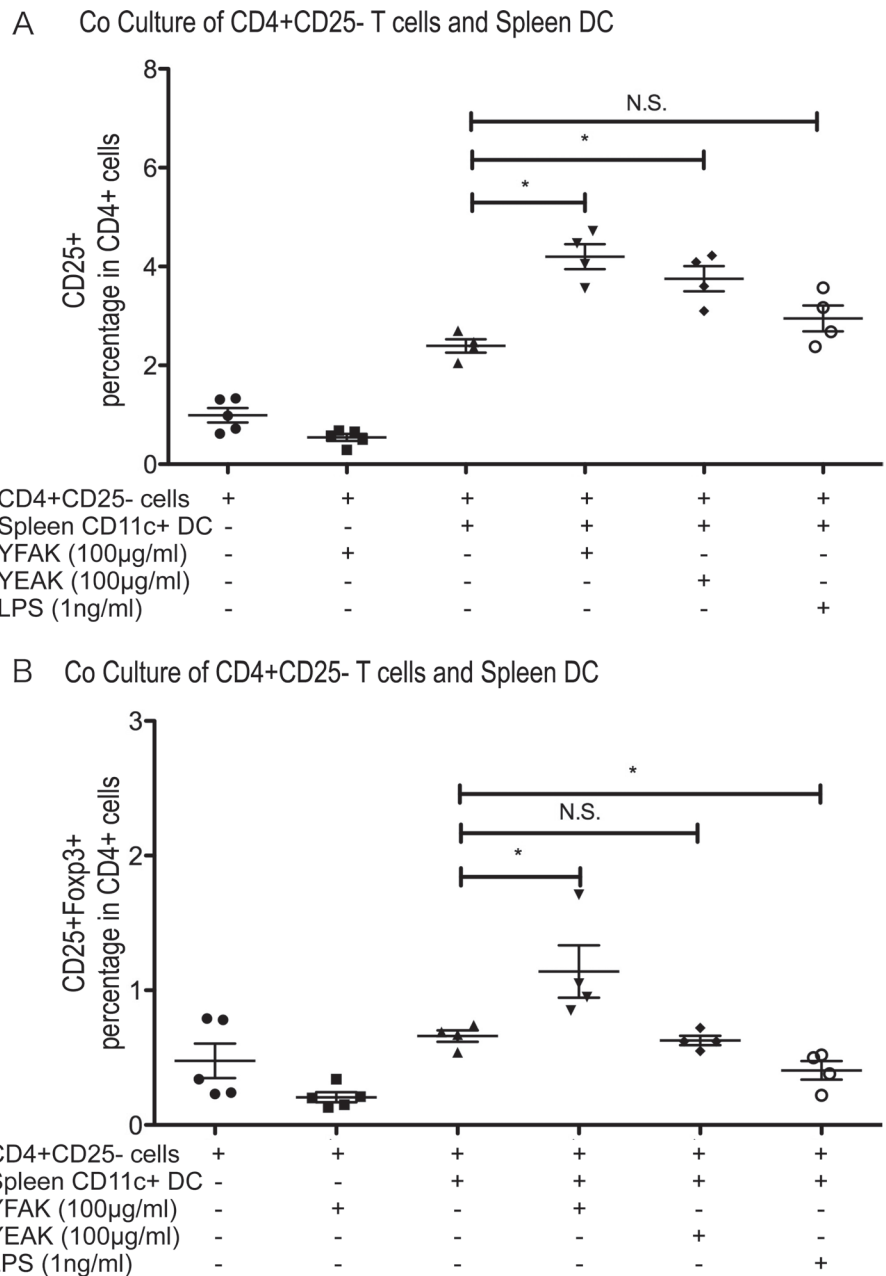 A Co Culture of CD4+CD25- T cells and Spleen DC
8
6
4
2
0
CD25+
percentage in CD4+ cells
N.S.
*
*
CD4+CD25- cells + + + + + +
Spleen CD11c+ DC - - + + + +
YFAK (100µg/ml) - + - + - -
YEAK (100µg/ml) - - - - + -
LPS (1ng/ml) - - - - - +
B Co Culture of CD4+CD25- T cells and Spleen DC
3
2
1
0
CD25+Foxp3+
percentage in CD4+ cells
*
N.S.
*
CD4+CD25- cells + + + + + +
Spleen CD11c+ DC - - + + + +
YFAK (100µg/ml) - + - + - -
YEAK (100µg/ml) - - - - + -
LPS (1ng/ml) - - - - - +